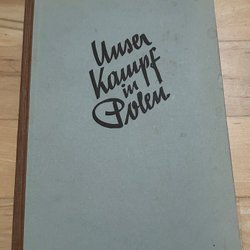 Unser
Kampf
in
Polen